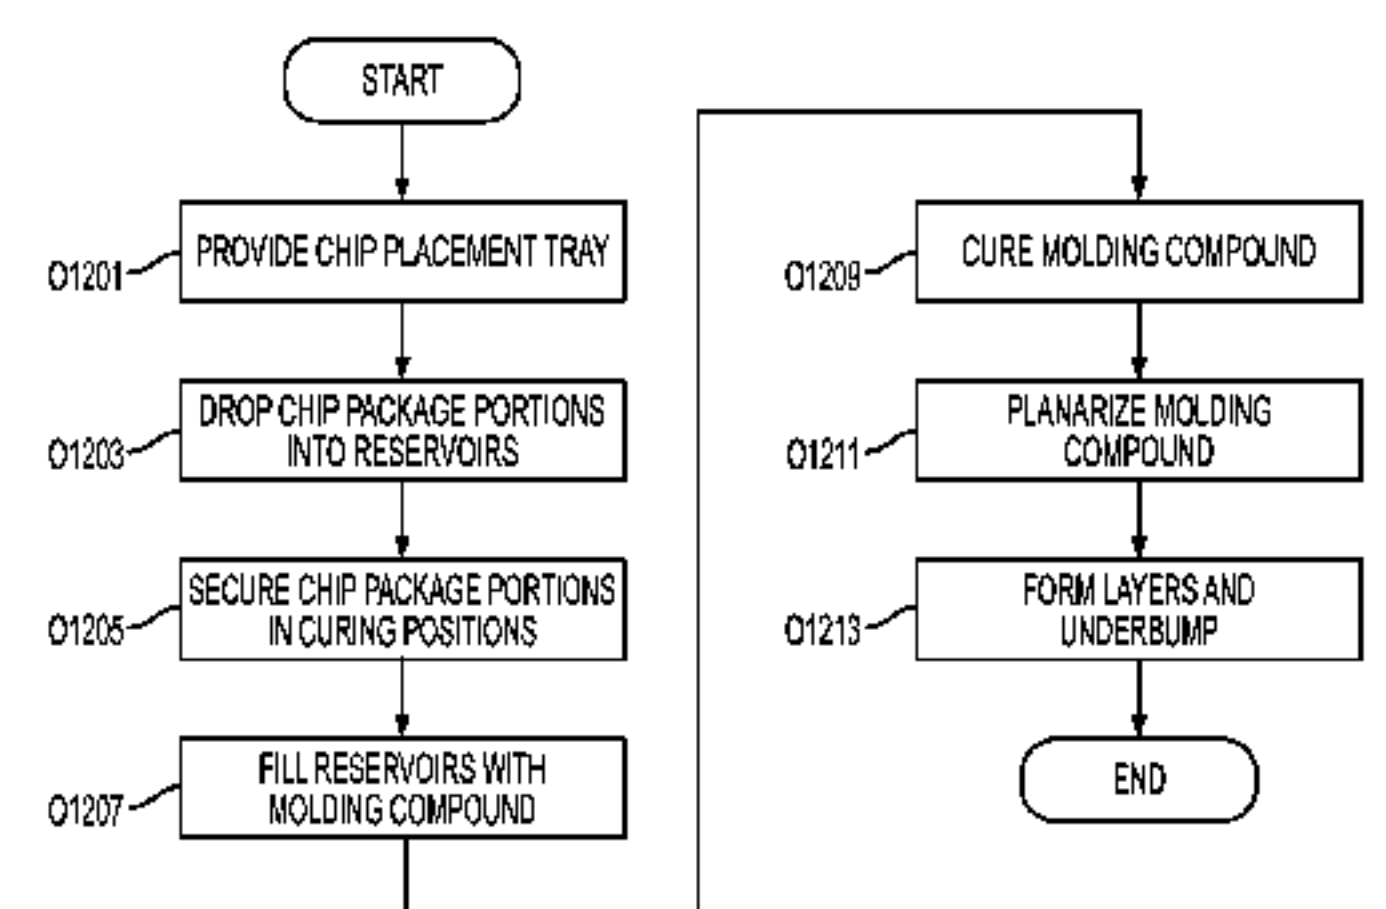 START
O1201
PROVIDE CHIP PLACEMENT TRAY
O1203
DROP CHIP PACKAGE PORTIONS
INTO RESERVOIRS
O1205
SECURE CHIP PACKAGE PORTIONS
IN CURING POSITIONS
O1207
FILL RESERVOIRS WITH
MOLDING COMPOUND
O1209
CURE MOLDING COMPOUND
O1211
PLANARIZE MOLDING
COMPOUND
O1213
FORM LAYERS AND
UNDERBUMP
END